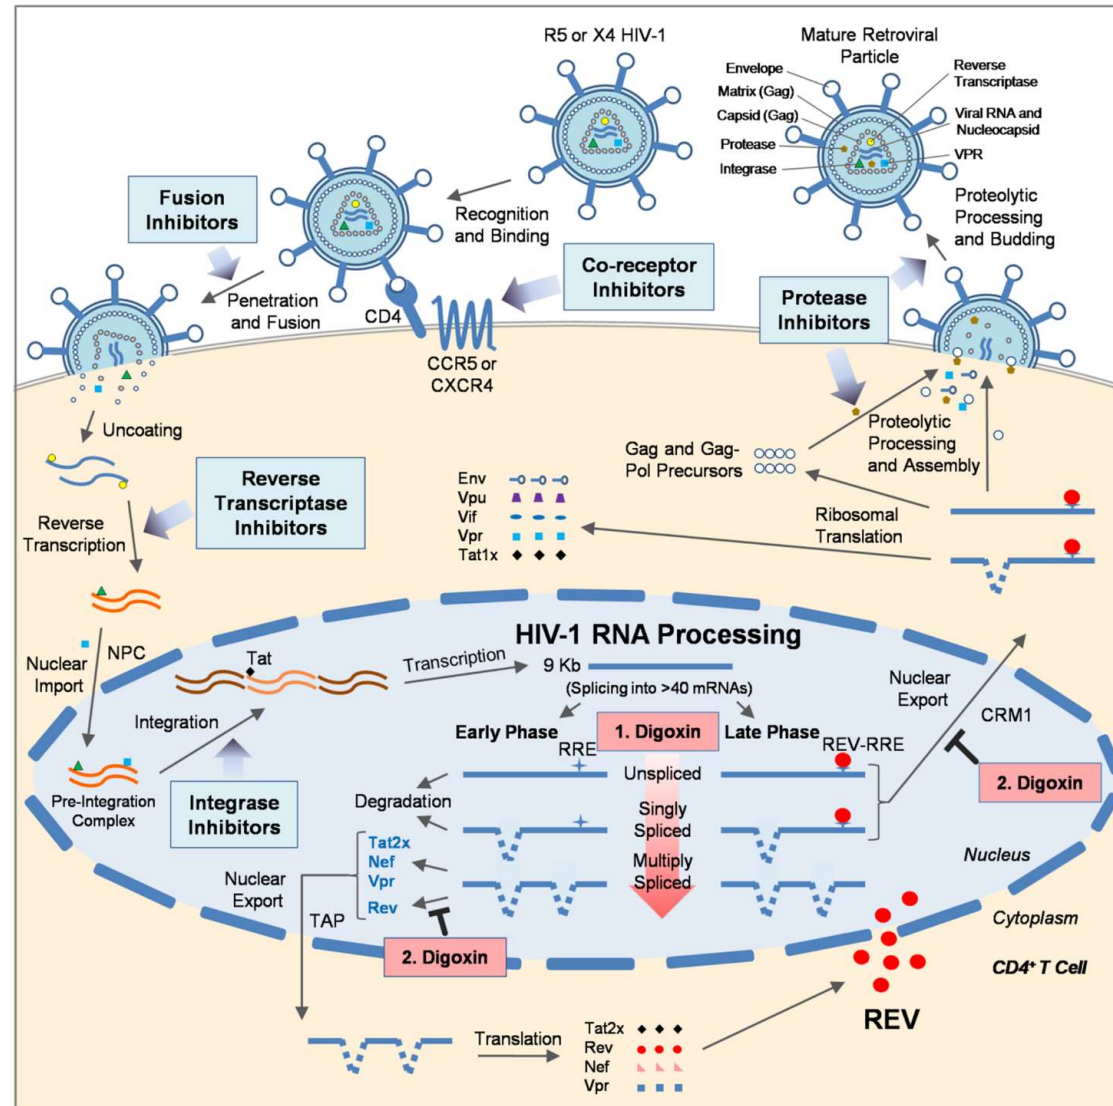 R5 or X4 HIV-1
Mature Retroviral
Particle
Envelope
Matrix (Gag)
Capsid (Gag)
Protease
Integrase
Reverse
Transcriptase
Viral RNA and
Nucleocapsid
VPR
Fusion
Inhibitors
Recognition
and Binding
Proteolytic
Processing
and Budding
Co-receptor
Inhibitors
Protease
Inhibitors
Penetration
and Fusion
CD4
CCR5 or
CXCR4
Uncoating
Proteolytic
Processing
and Assembly
Gag and Gag-
Pol Precursors
Reverse
Transcriptase
Inhibitors
Env
Vpu
Vif
Vpr
Tat1x
Reverse
Transcription
Ribosomal
Translation
HIV-1 RNA Processing
NPC
Nuclear
Import
Tat
Transcription
9 Kb
(Splicing into >40 mRNAs)
Nuclear
Export
CRM1
Integration
Early Phase
1. Digoxin
Late Phase
RRE
REV-RRE
Unspliced
2. Digoxin
Pre-Integration
Complex
Integrase
Inhibitors
Degradation
Singly
Spliced
Tat2x
Nef
Vpr
Rev
Multiply
Spliced
Nucleus
Nuclear
Export
TAP
2. Digoxin
Cytoplasm
CD4+ T Cell
REV
Translation
Tat2x
Rev
Nef
Vpr